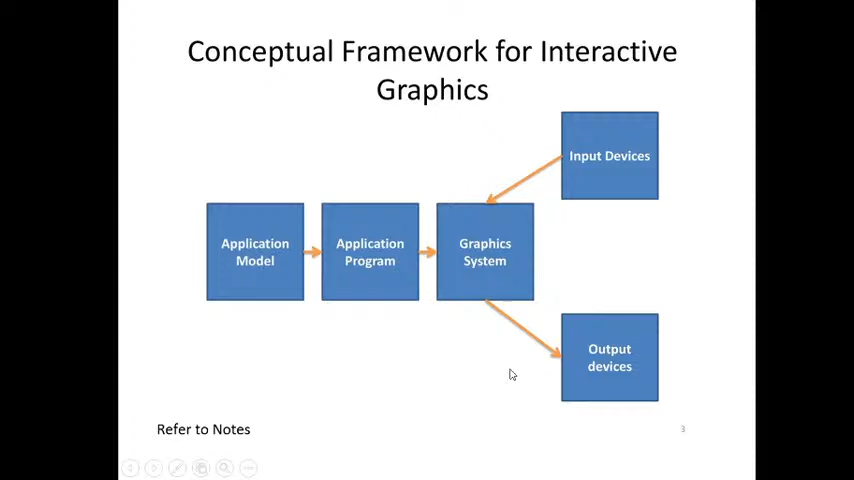 Conceptual Framework for Interactive
Graphics
Input Devices
Application
Model
Application
Program
Graphics
System
Output
devices
Refer to Notes
3